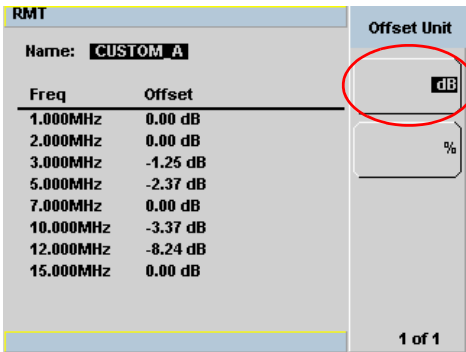 RMT
Offset Unit
Name: CUSTOM_A
dB
Freq Offset
1.000MHz 0.00 dB
2.000MHz 0.00 dB
%
3.000MHz -1.25 dB
5.000MHz -2.37 dB
7.000MHz 0.00 dB
10.000MHz -3.37 dB
12.000MHz -8.24 dB
15.000MHz 0.00 dB
1 of 1